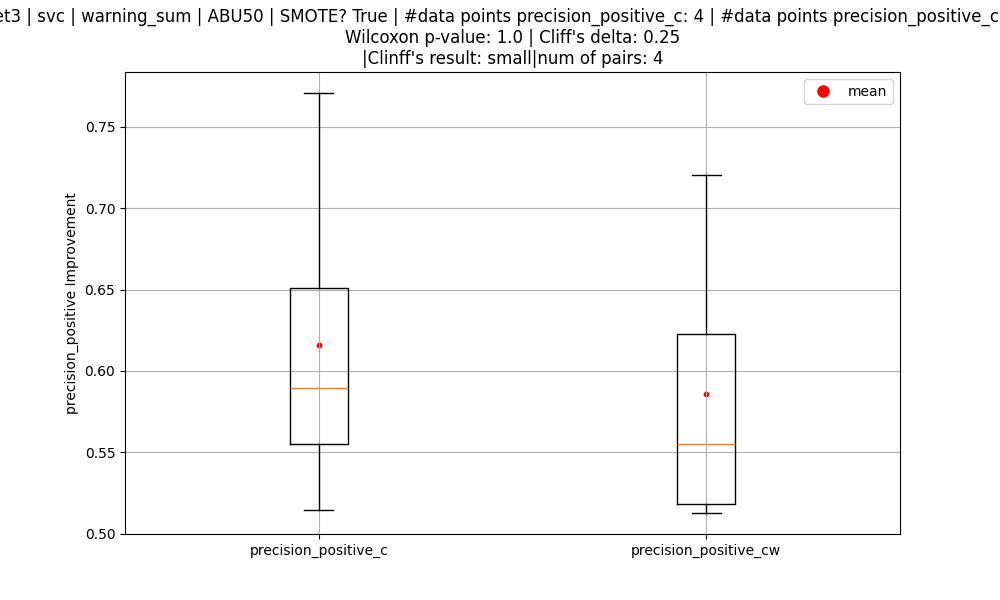 | svc | warning_sum | ABU50 | SMOTE? True | #data points precision_positive_c: 4 | #data points
Wilcoxon p-value: 1.0 | Cliff's delta: 0.25
|Clinff's result: small|num of pairs: 4
mean
0.75
0.70
0.65
0.60
0.55
0.50
precision_positive Improvement
precision_positive_c
precision_positive_cw